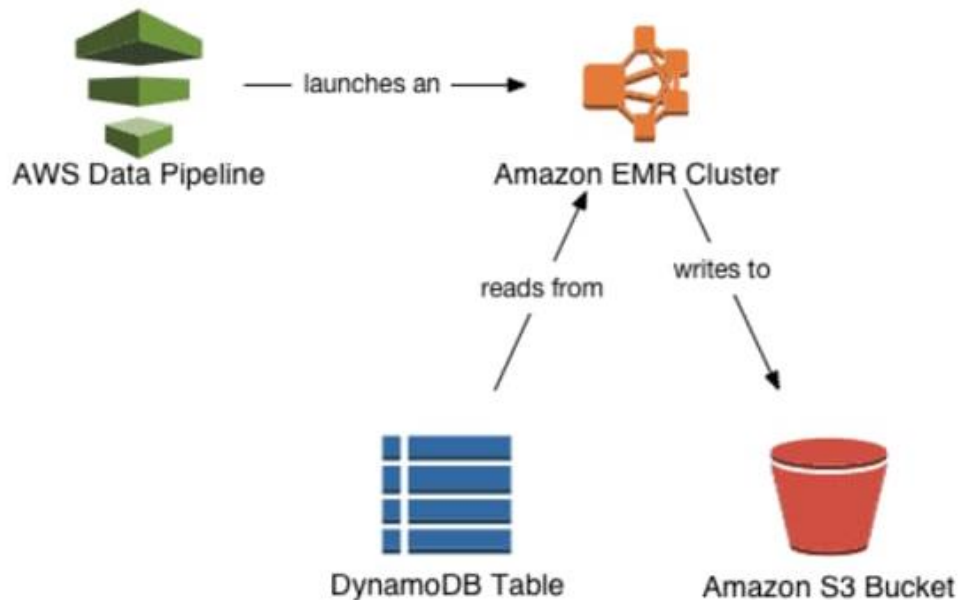 launches an
AWS Data Pipeline
Amazon EMR Cluster
writes to
reads from
DynamoDB Table
Amazon S3 Bucket